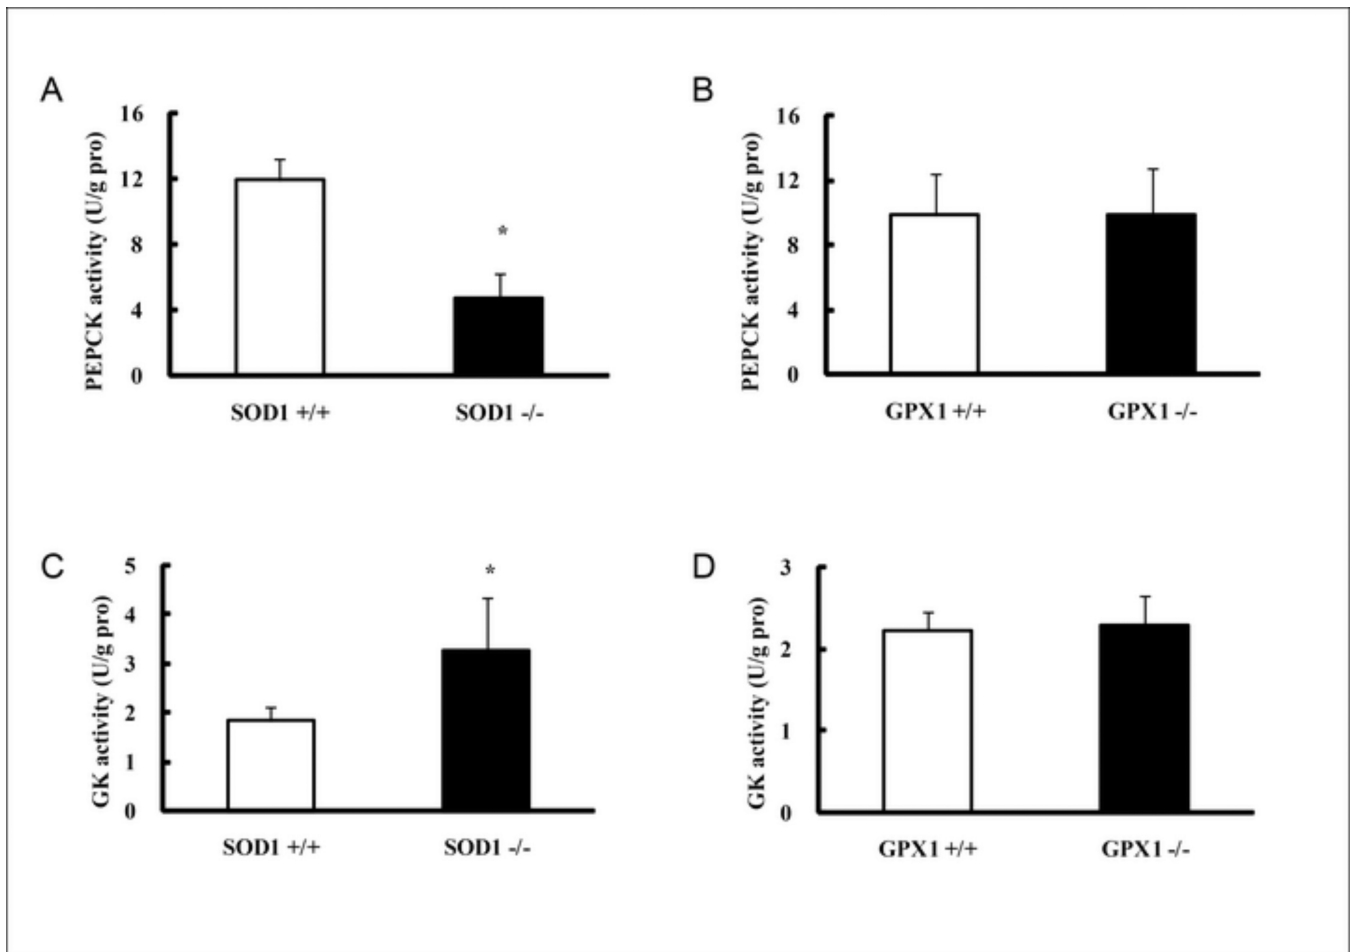 A
PEPCK activity (U/g pro)
16
12
8
4
0
*
SOD1 +/+ SOD1 -/-
B
PEPCK activity (U/g pro)
16
12
8
4
0
GPX1 +/+ GPX1 -/-
C
GK activity (U/g pro)
5
4
3
2
1
0
*
SOD1 +/+ SOD1 -/-
D
GK activity (U/g pro)
3
2
1
0
GPX1 +/+ GPX1 -/-